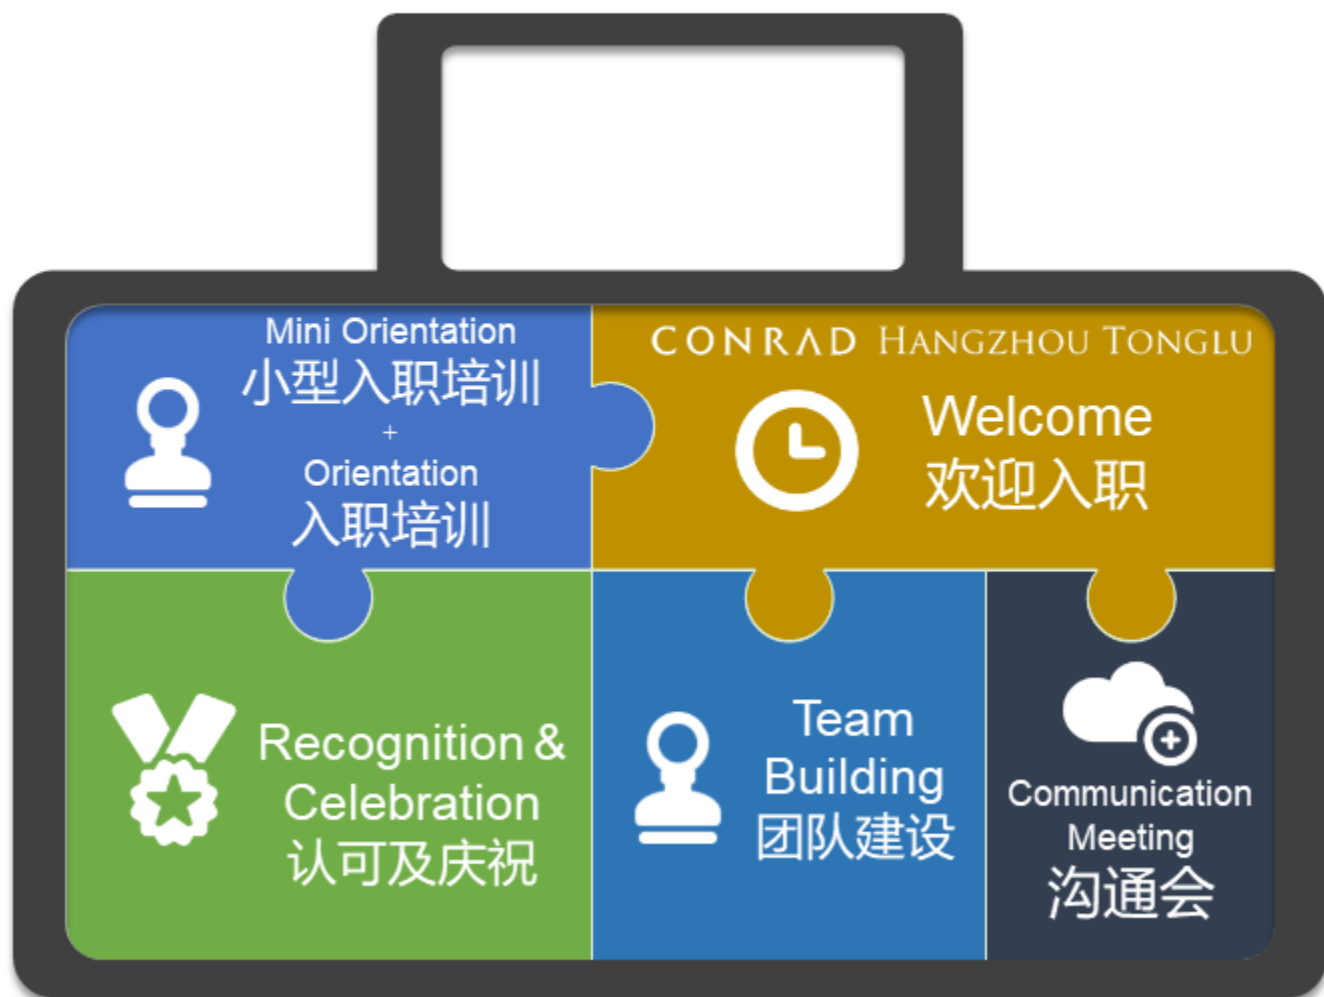 Mini Orientation
小型入职培训
+
Orientation
入职培训
CONRAD HANGZHOU TONGLU
Welcome
欢迎入职
Recognition &
Celebration
认可及庆祝
Team
Building
团队建设
Communication
Meeting
沟通会